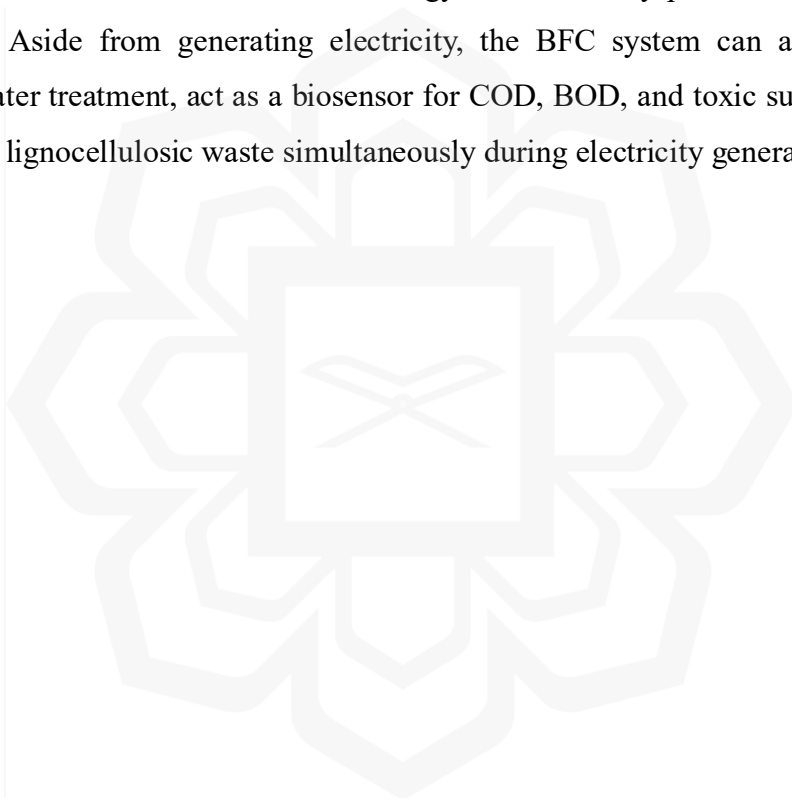 Aside from generating electricity, the BFC system can a
ter treatment, act as a biosensor for COD, BOD, and toxic su
lignocellulosic waste simultaneously during electricity genera